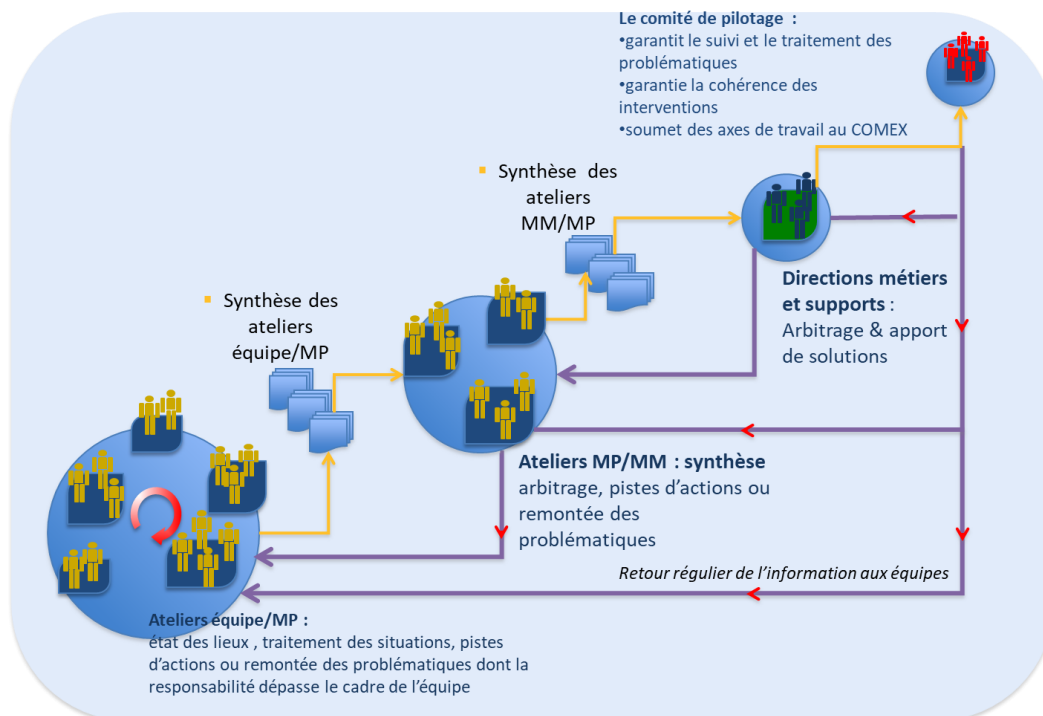 Le comité de pilotage :
•garantit le suivi et le traitement des
problématiques
•garantie la cohérence des
interventions
•soumet des axes de travail au COMEX
▪ Synthèse des
ateliers
MM/MP
▪ Synthèse des
ateliers
équipe/MP
Directions métiers
et supports :
Arbitrage & apport
de solutions
Ateliers MP/MM : synthèse
arbitrage, pistes d’actions ou
remontée des
problématiques
Retour régulier de l’information aux équipes
Ateliers équipe/MP :
état des lieux , traitement des situations, pistes
d’actions ou remontée des problématiques dont la
responsabilité dépasse le cadre de l’équipe